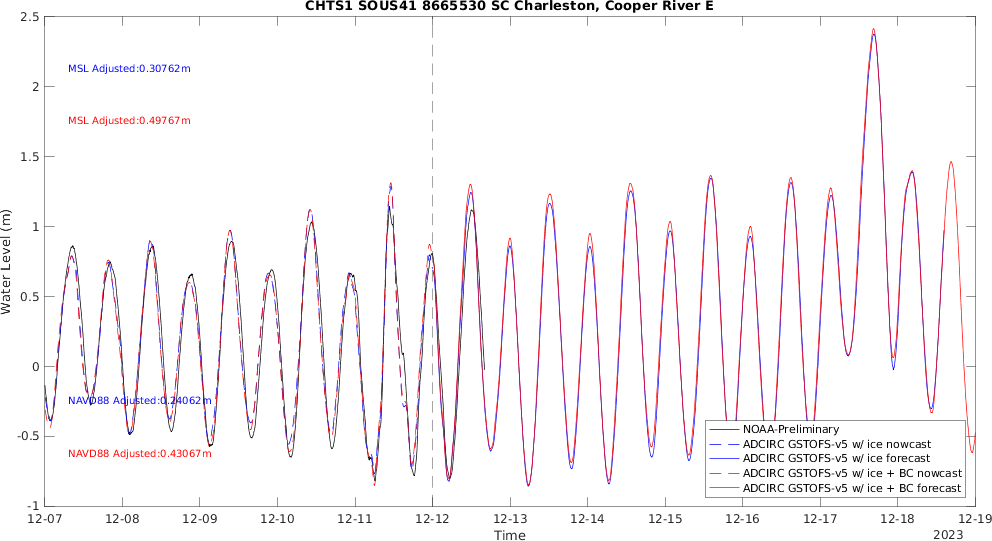 CHTS1 SOUS41 8665530 SC Charleston, Cooper River E
2.5
2
1.5
1
0.5
0
-0.5
-1
Water Level (m)
MSL Adjusted:0.30762m
MSL Adjusted:0.49767m
NAVD88 Adjusted:0.24062m
NAVD88 Adjusted:0.43067m
NOAA-Preliminary
ADCIRC GSTOFS-v5 w/ ice nowcast
ADCIRC GSTOFS-v5 w/ ice forecast
ADCIRC GSTOFS-v5 w/ ice + BC nowcast
ADCIRC GSTOFS-v5 w/ ice + BC forecast
12-07 12-08 12-09 12-10 12-11 12-12 12-13 12-14 12-15 12-16 12-17 12-18 12-19
Time
2023